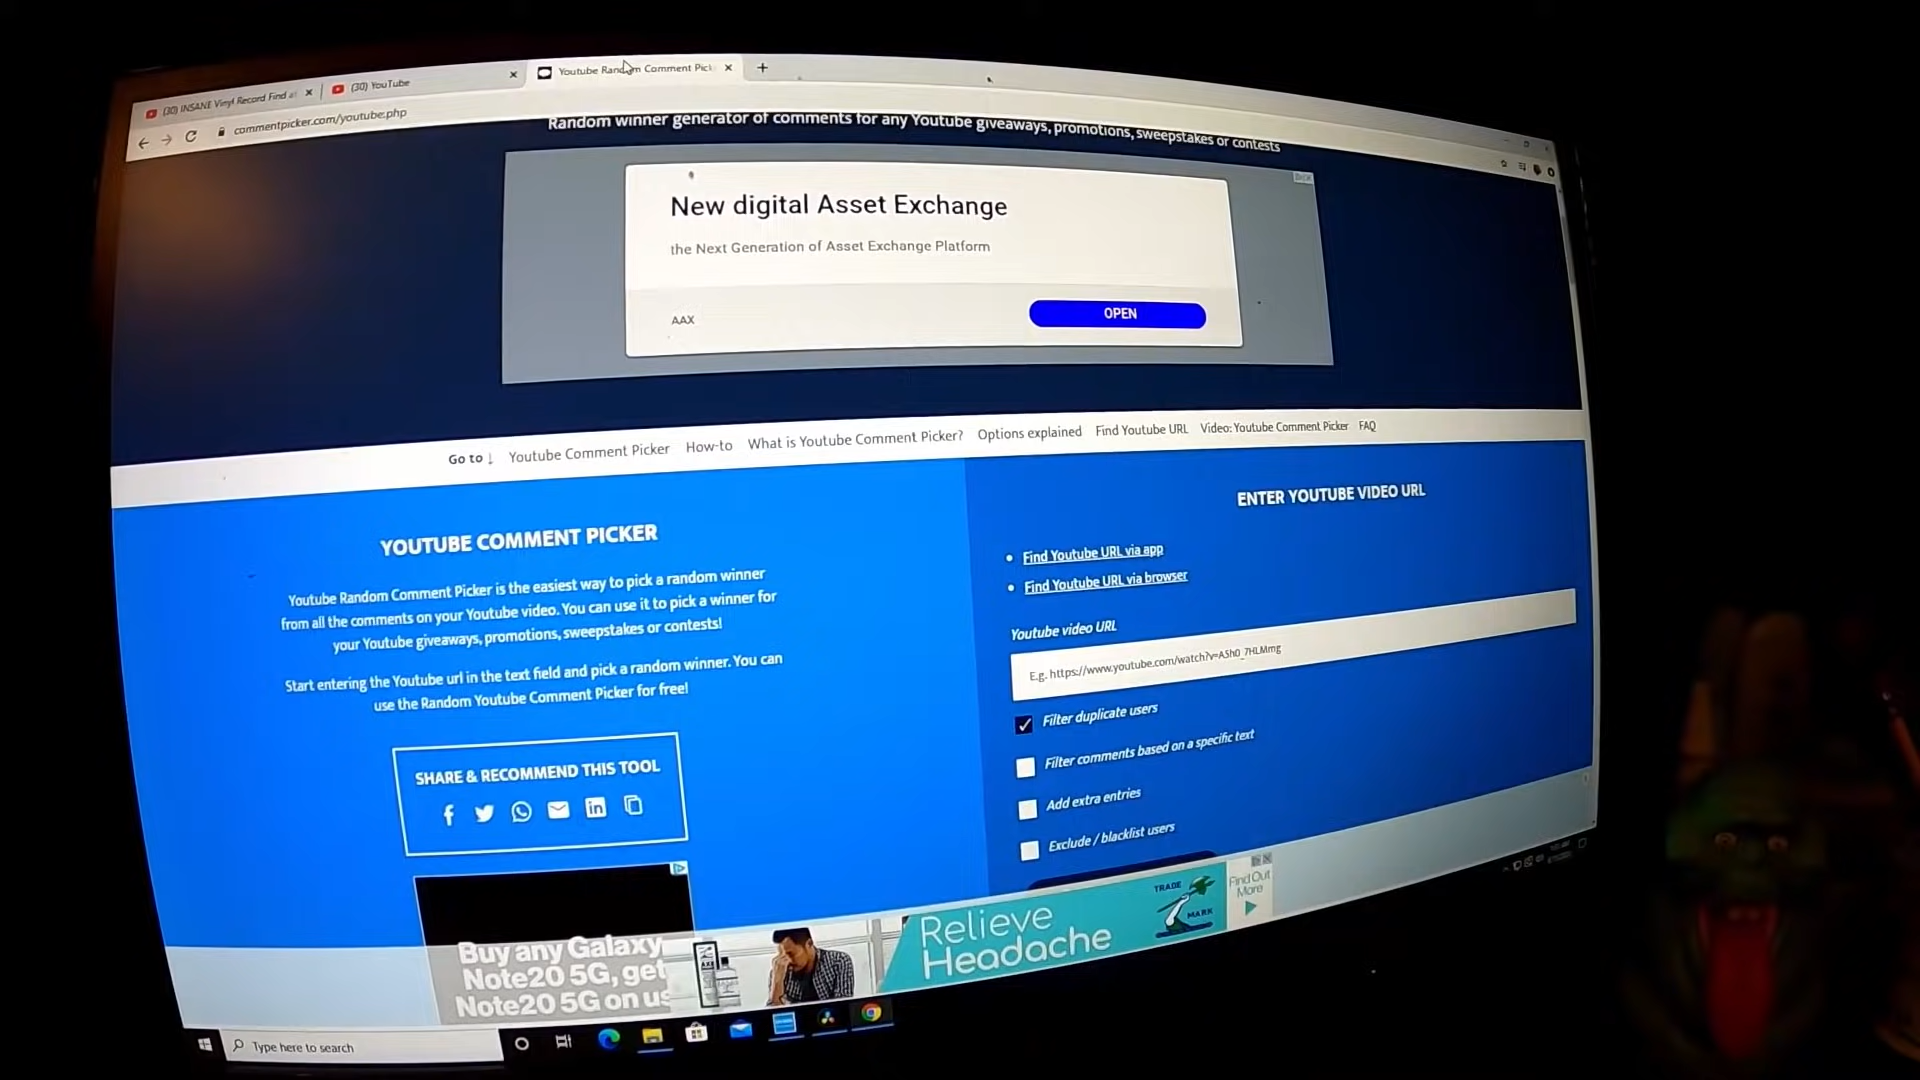 (30) INSANE Vinyl Record Find a
(30) YouTube
Youtube Random Comment Pick
commentpicker.com/youtube.php
Random winner generator of comments for any Youtube giveaways, promotions, sweepstakes or contests
New digital Asset Exchange
the Next Generation of Asset Exchange Platform
AAX
OPEN
Go to ↓ Youtube Comment Picker How-to What is Youtube Comment Picker? Options explained Find Youtube URL Video: Youtube Comment Picker FAQ
YOUTUBE COMMENT PICKER
Youtube Random Comment Picker is the easiest way to pick a random winner
from all the comments on your Youtube video. You can use it to pick a winner for
your Youtube giveaways, promotions, sweepstakes or contests!
Start entering the Youtube url in the text field and pick a random winner. You can
use the Random Youtube Comment Picker for free!
SHARE & RECOMMEND THIS TOOL
ENTER YOUTUBE VIDEO URL
Find Youtube URL via app
Find Youtube URL via browser
Youtube video URL
E.g. https://www.youtube.com/watch?v=ASh0_7HLMmg
Filter duplicate users
Filter comments based on a specific text
Add extra entries
Exclude / blacklist users
Buy any Galaxy
Note20 5G, get
Note20 5G on us
Relieve
Headache
TRADE
MARK
AXE
Find Out
More
Type here to search